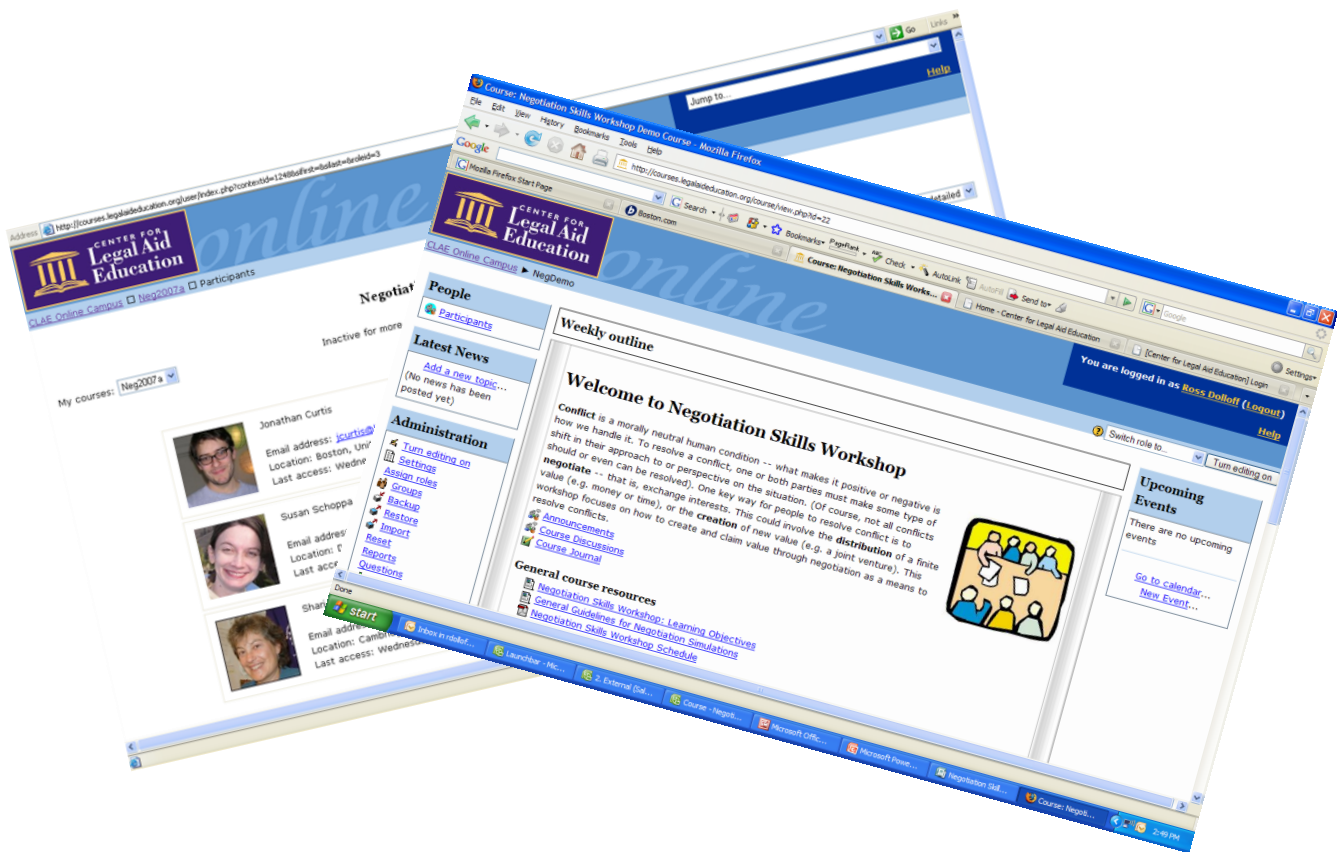 Go
Links
Jump to...
Help
detailed
Address
http://courses.legalaideducation.org/user/index.php?contextid=1248&sifirst=&silast=&roleid=3
CENTER FOR
Legal Aid
Education
online
CLAE Online Campus
Neg2007a
Participants
Negotiat
Inactive for more
My courses:
Neg2007a
Jonathan Curtis
Email address: jcurtis@
Location: Boston, Uni
Last access: Wedne
Susan Schoppa
Email addres
Location:
Last acce
Shar
Email addre
Location: Cambri
Last access: Wednes
Course: Negotiation Skills Workshop Demo Course - Mozilla Firefox
File Edit View History Bookmarks Tools Help
http://courses.legalaideducation.org/course/view.php?id=22
Google
Search
Bookmarks
PageRank
Check
AutoLink
AutoFill
Send to
Settings
Google
Mozilla Firefox Start Page
Boston.com
Course: Negotiation Skills Works...
Home - Center for Legal Aid Education
[Center for Legal Aid Education] Login
CENTER FOR
Legal Aid
Education
online
You are logged in as Ross Dolloff (Logout)
Help
CLAE Online Campus ► NegDemo
Switch role to...
Turn editing on
People
Participants
Latest News
Add a new topic...
(No news has been
posted yet)
Administration
Turn editing on
Settings
Assign roles
Groups
Backup
Restore
Import
Reset
Reports
Questions
Weekly outline
Welcome to Negotiation Skills Workshop
Conflict is a morally neutral human condition -- what makes it positive or negative is
how we handle it. To resolve a conflict, one or both parties must make some type of
shift in their approach to or perspective on the situation. (Of course, not all conflicts
should or even can be resolved). One key way for people to resolve conflict is to
negotiate -- that is, exchange interests. This could involve the distribution of a finite
value (e.g. money or time), or the creation of new value (e.g. a joint venture). This
workshop focuses on how to create and claim value through negotiation as a means to
resolve conflicts.
Announcements
Course Discussions
Course Journal
General course resources
Negotiation Skills Workshop: Learning Objectives
General Guidelines for Negotiation Simulations
Negotiation Skills Workshop Schedule
Upcoming
Events
There are no upcoming
events
Go to calendar...
New Event...
Done
start
Inbox in rdollof...
Launchbar - Mic...
2. External (Sal...
Course - Negoti...
Microsoft Offic...
Microsoft Powe...
Negotiation Skil...
Course: Negoti...
2:49 PM